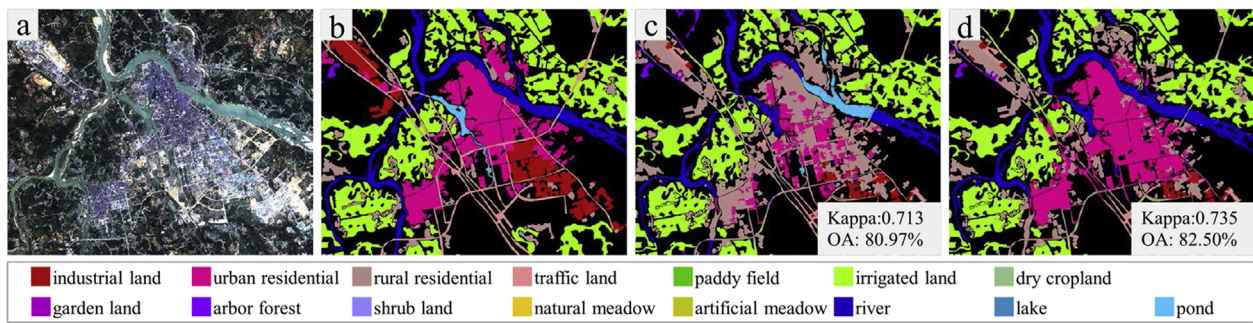 a
b
c
d
Kappa:0.713
OA: 80.97%
Kappa:0.735
OA: 82.50%
industrial land urban residential rural residential traffic land paddy field irrigated land dry cropland
garden land arbor forest shrub land natural meadow artificial meadow river lake pond